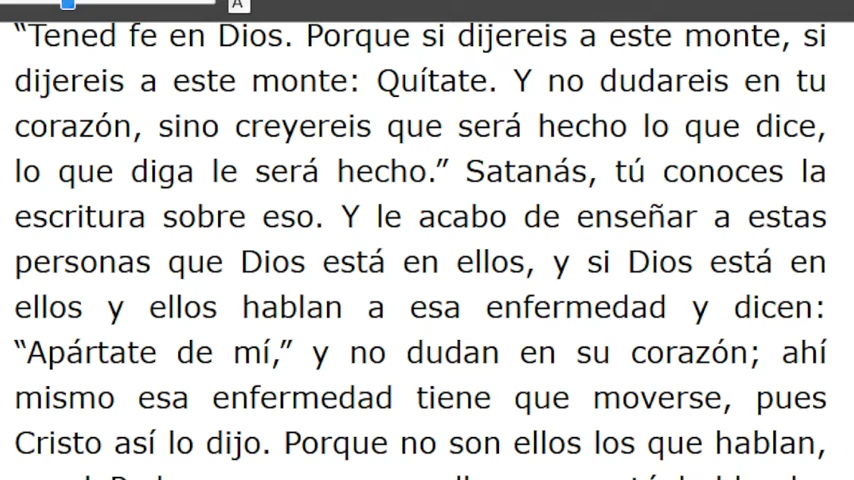 A
“Tened fe en Dios. Porque si dijereis a este monte, si
dijereis a este monte: Quítate. Y no dudareis en tu
corazón, sino creyereis que será hecho lo que dice,
lo que diga le será hecho.” Satanás, tú conoces la
escritura sobre eso. Y le acabo de enseñar a estas
personas que Dios está en ellos, y si Dios está en
ellos y ellos hablan a esa enfermedad y dicen:
“Apártate de mí,” y no dudan en su corazón; ahí
mismo esa enfermedad tiene que moverse, pues
Cristo así lo dijo. Porque no son ellos los que hablan,